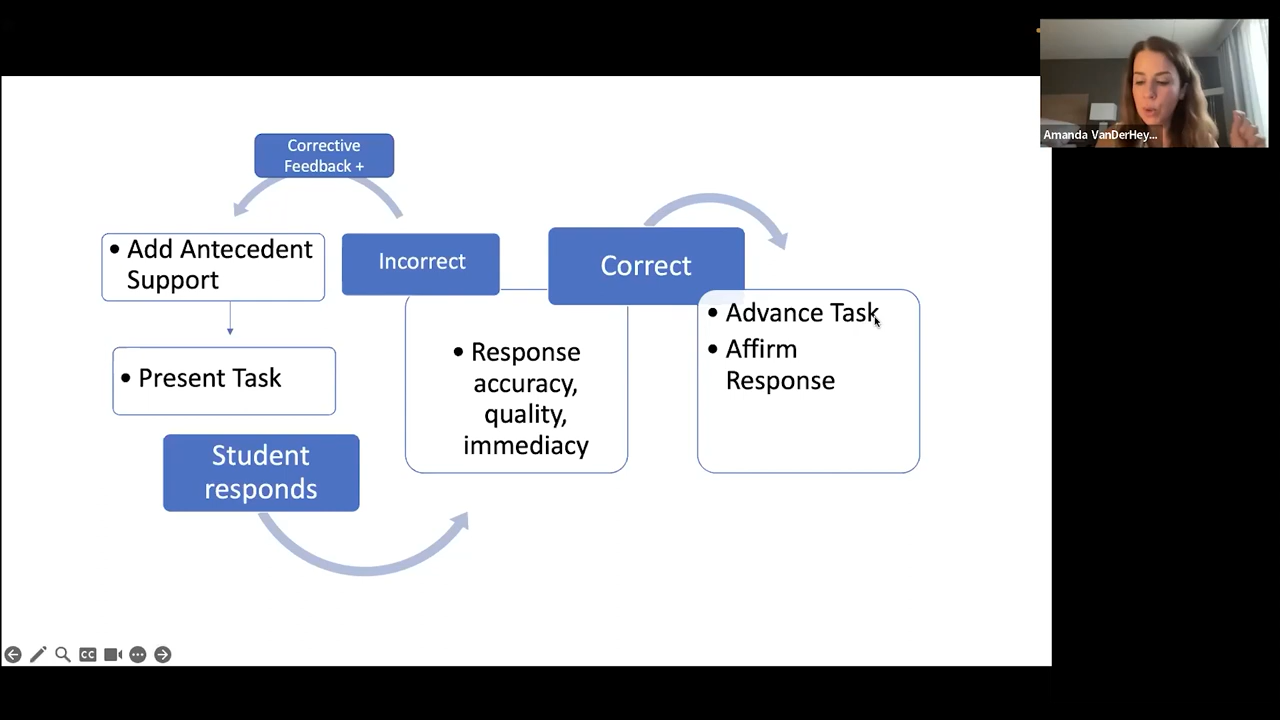 Corrective
Feedback +
• Add Antecedent
Support
Incorrect
Correct
• Present Task
Student
responds
• Response
accuracy,
quality,
immediacy
• Advance Task
• Affirm
Response
Amanda VanDerHey...
CC